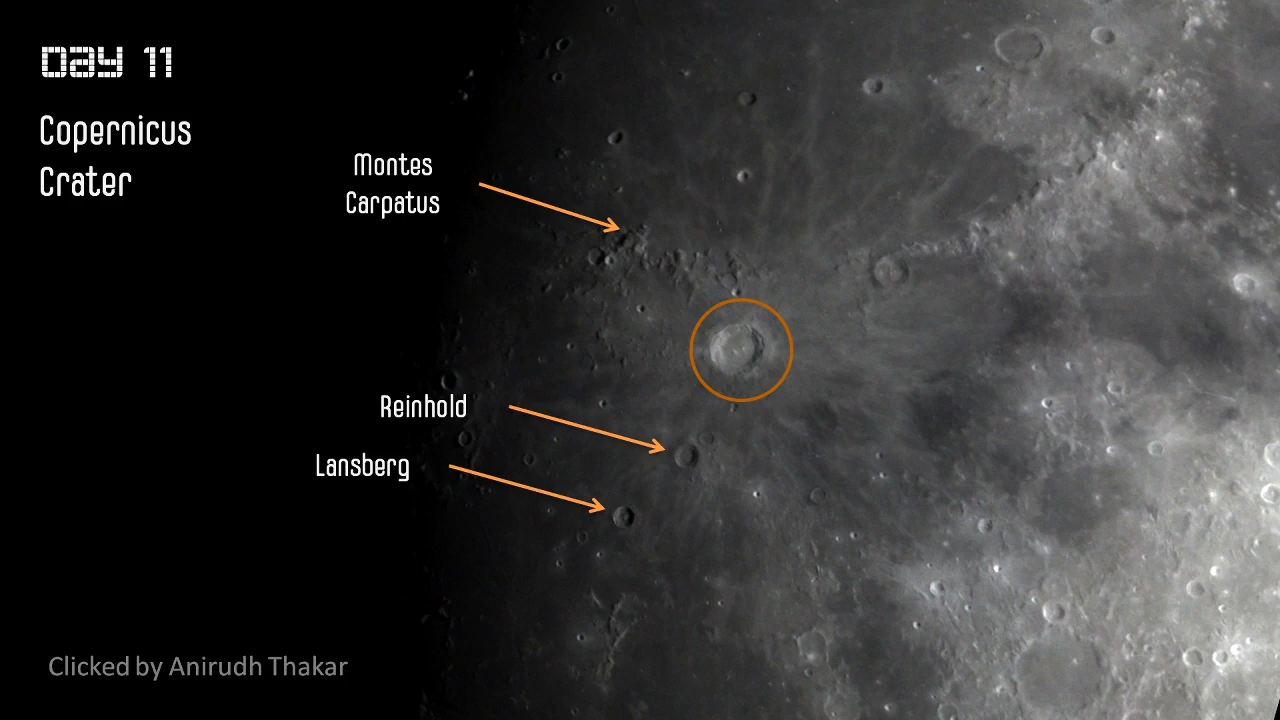 Day 11
Copernicus
Crater
Montes
Carpatus
Reinhold
Lansberg
Clicked by Anirudh Thakar